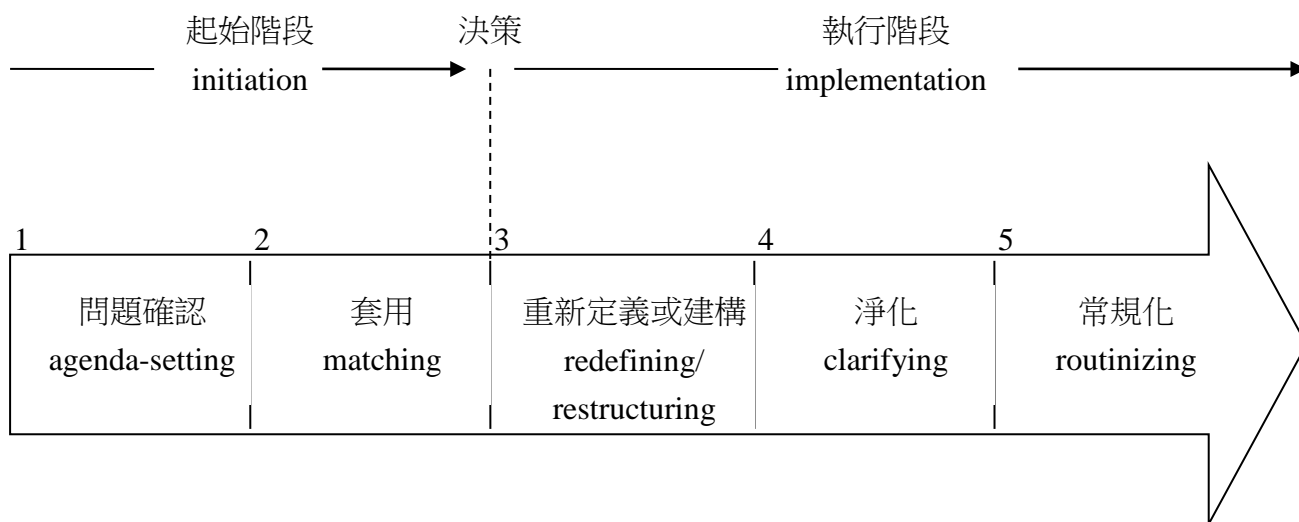 起始階段
initiation
決策
執行階段
implementation
1
2
3
4
5
問題確認
agenda-setting
套用
matching
重新定義或建構
redefining/
restructuring
淨化
clarifying
常規化
routinizing